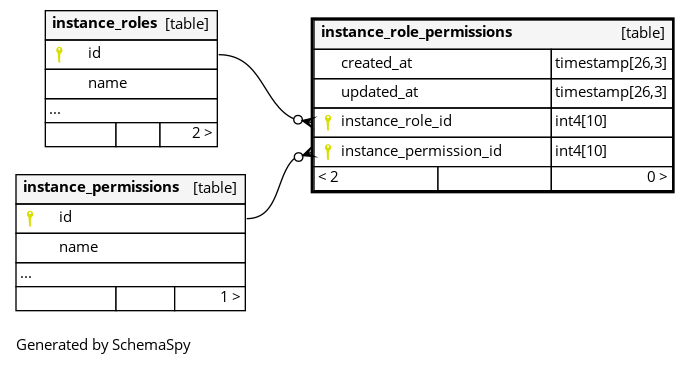 instance_roles [table]
id
name
...
2 >
instance_role_permissions [table]
created_at timestamp[26,3]
updated_at timestamp[26,3]
instance_role_id int4[10]
instance_permission_id int4[10]
< 2 0 >
instance_permissions [table]
id
name
...
1 >
Generated by SchemaSpy